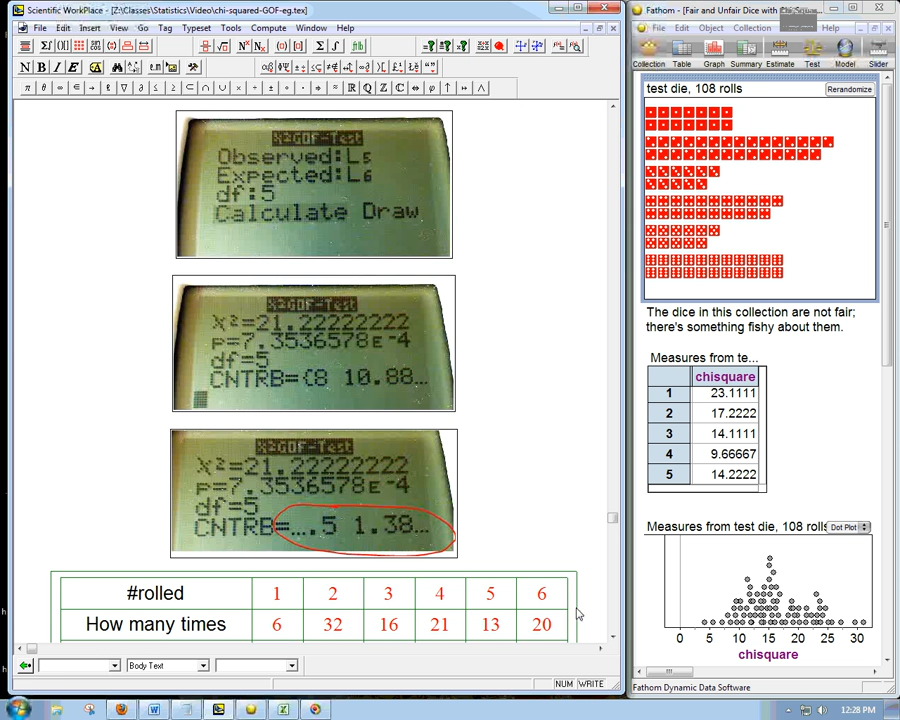 Scientific WorkPlace - [Z:\Classes\Statistics\Video\chi-squared-GOF-eg.tex]
File Edit Insert View Go Tag Typeset Tools Compute Window Help
X²GOF-Test
Observed:L5
Expected:L6
df:5
Calculate Draw
X²GOF-Test
X²=21.22222222
p=7.3536578E-4
df=5
CNTRB={8 10.88…
X²GOF-Test
X²=21.22222222
p=7.3536578E-4
df=5
CNTRB=….5 1.38…
#rolled 1 2 3 4 5 6
How many times 6 32 16 21 13 20
Body Text
NUM WRITE
Fathom - [Fair and Unfair Dice with Chi Squa...
File Edit Object Collection Help
Collection Table Graph Summary Estimate Test Model Slider
test die, 108 rolls
Rerandomize
The dice in this collection are not fair;
there's something fishy about them.
Measures from te...
chisquare
1 23.1111
2 17.2222
3 14.1111
4 9.66667
5 14.2222
Measures from test die, 108 rolls Dot Plot
0 5 10 15 20 25 30
chisquare
Fathom Dynamic Data Software
12:28 PM